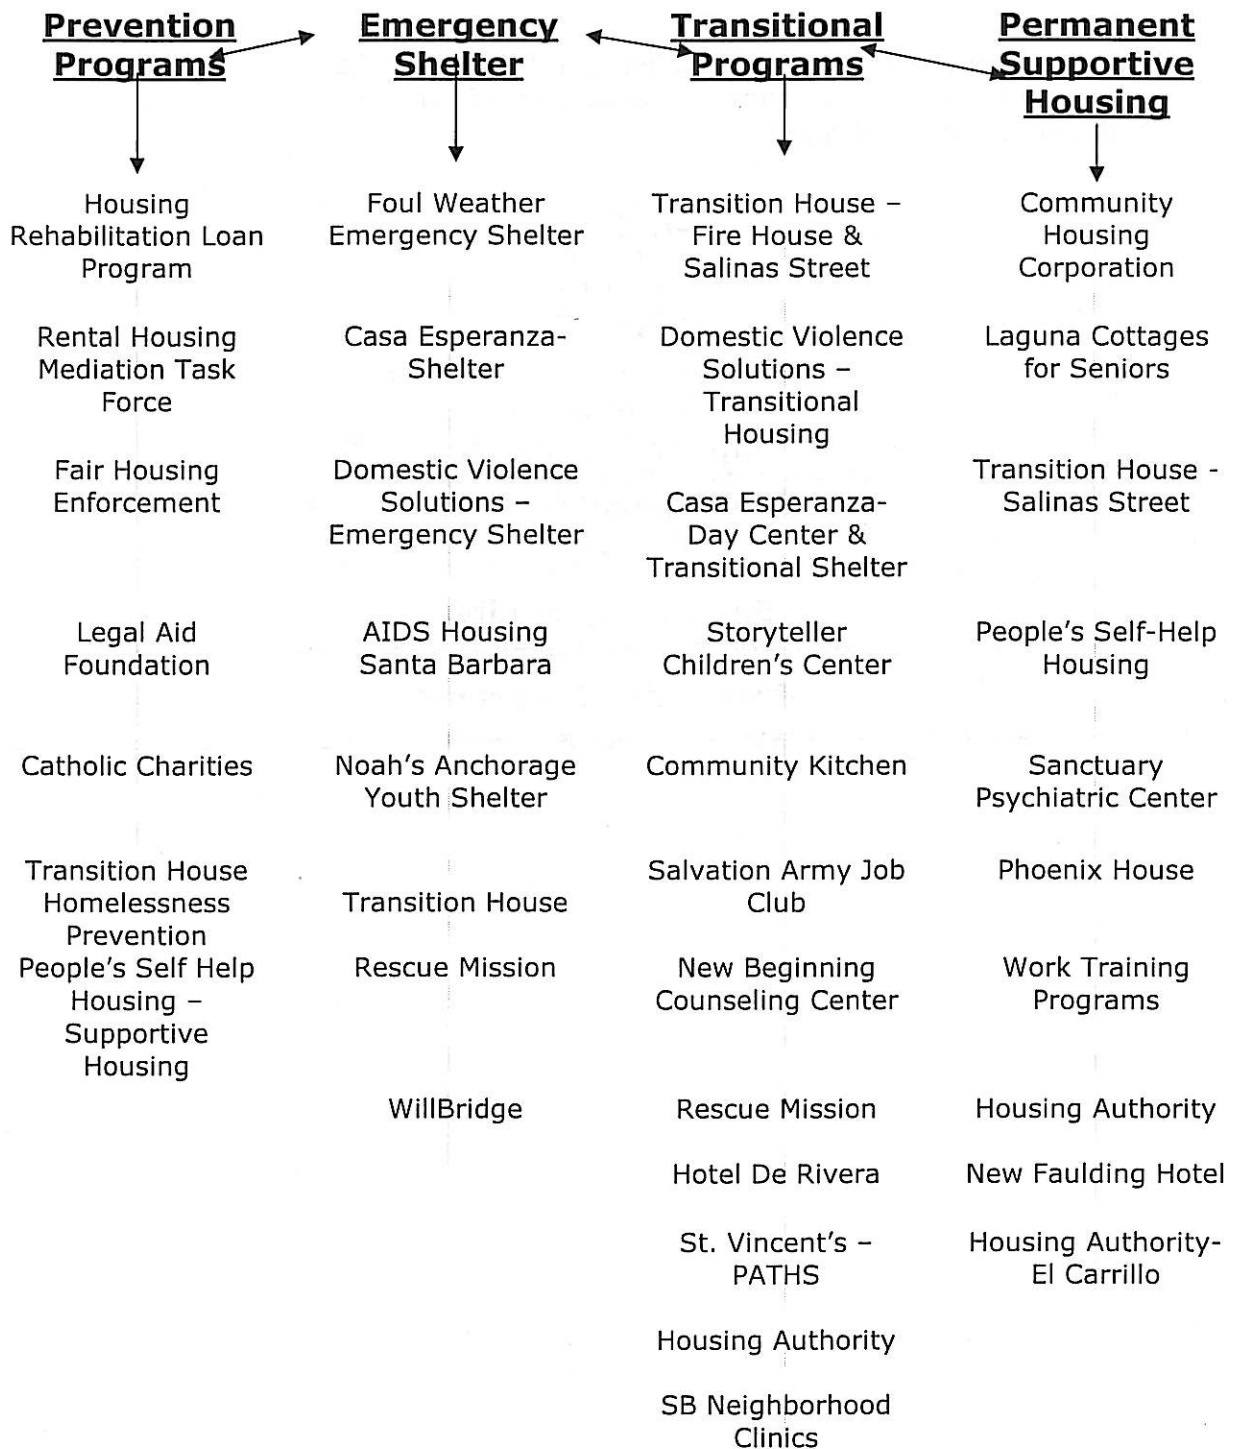 Prevention
Programs
Housing
Rehabilitation Loan
Program
Rental Housing
Mediation Task
Force
Fair Housing
Enforcement
Legal Aid
Foundation
Catholic Charities
Transition House
Homelessness
Prevention
People's Self Help
Housing –
Supportive
Housing
Emergency
Shelter
Foul Weather
Emergency Shelter
Casa Esperanza-
Shelter
Domestic Violence
Solutions –
Emergency Shelter
AIDS Housing
Santa Barbara
Noah's Anchorage
Youth Shelter
Transition House
Rescue Mission
WillBridge
Transitional
Programs
Transition House –
Fire House &
Salinas Street
Domestic Violence
Solutions –
Transitional
Housing
Casa Esperanza-
Day Center &
Transitional Shelter
Storyteller
Children's Center
Community Kitchen
Salvation Army Job
Club
New Beginning
Counseling Center
Rescue Mission
Hotel De Rivera
St. Vincent's –
PATHS
Housing Authority
SB Neighborhood
Clinics
Permanent
Supportive
Housing
Community
Housing
Corporation
Laguna Cottages
for Seniors
Transition House -
Salinas Street
People's Self-Help
Housing
Sanctuary
Psychiatric Center
Phoenix House
Work Training
Programs
Housing Authority
New Faulding Hotel
Housing Authority-
El Carrillo